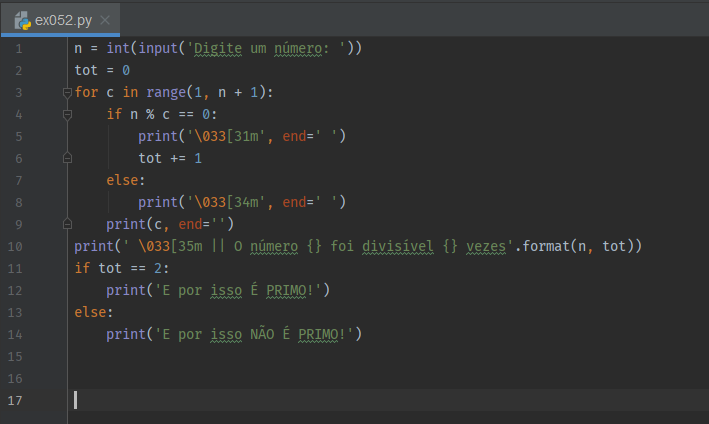 ex052.py
1 n = int(input('Digite um número: '))
2 tot = 0
3 for c in range(1, n + 1):
4     if n % c == 0:
5         print('\033[31m', end=' ')
6         tot += 1
7     else:
8         print('\033[34m', end=' ')
9     print(c, end='')
10 print(' \033[35m || O número {} foi divisível {} vezes'.format(n, tot))
11 if tot == 2:
12     print('E por isso É PRIMO!')
13 else:
14     print('E por isso NÃO É PRIMO!')
15
16
17